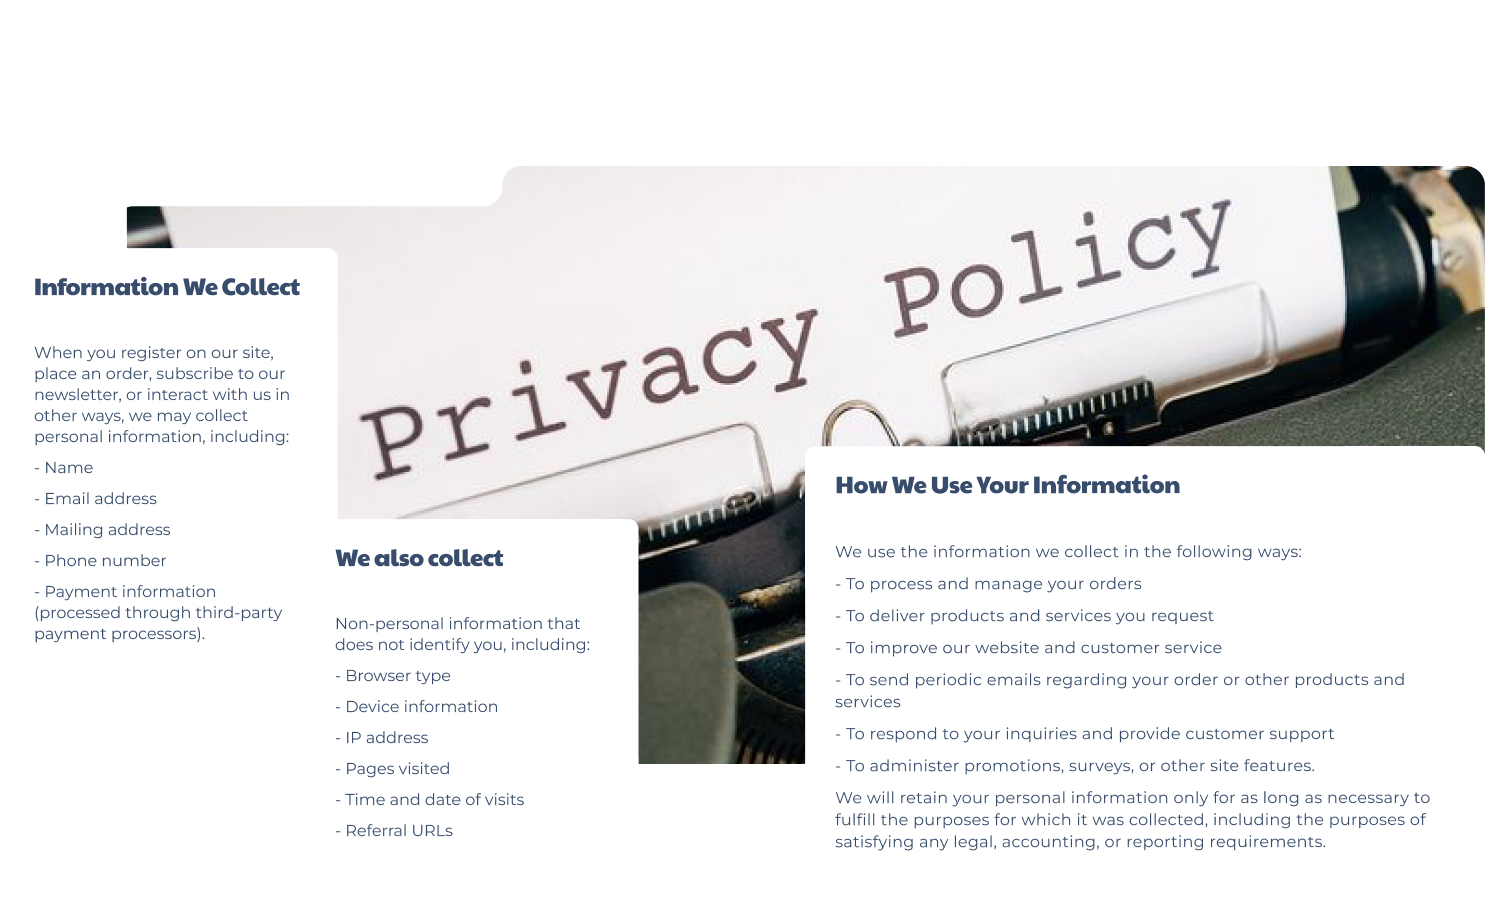 Privacy Policy
Information We Collect
When you register on our site,
place an order, subscribe to our
newsletter, or interact with us in
other ways, we may collect
personal information, including:
- Name
- Email address
- Mailing address
- Phone number
- Payment information
(processed through third-party
payment processors).
We also collect
Non-personal information that
does not identify you, including:
- Browser type
- Device information
- IP address
- Pages visited
- Time and date of visits
- Referral URLs
How We Use Your Information
We use the information we collect in the following ways:
- To process and manage your orders
- To deliver products and services you request
- To improve our website and customer service
- To send periodic emails regarding your order or other products and
services
- To respond to your inquiries and provide customer support
- To administer promotions, surveys, or other site features.
We will retain your personal information only for as long as necessary to
fulfill the purposes for which it was collected, including the purposes of
satisfying any legal, accounting, or reporting requirements.